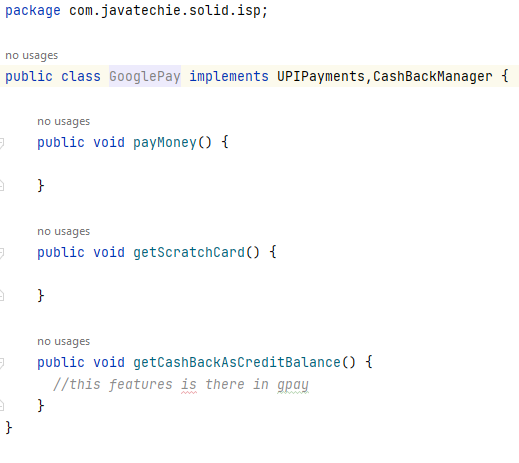 package com.javatechie.solid.isp;
no usages
public class GooglePay implements UPIPayments,CashBackManager {
no usages
public void payMoney() {
}
no usages
public void getScratchCard() {
}
no usages
public void getCashBackAsCreditBalance() {
//this features is there in gpay
}
}